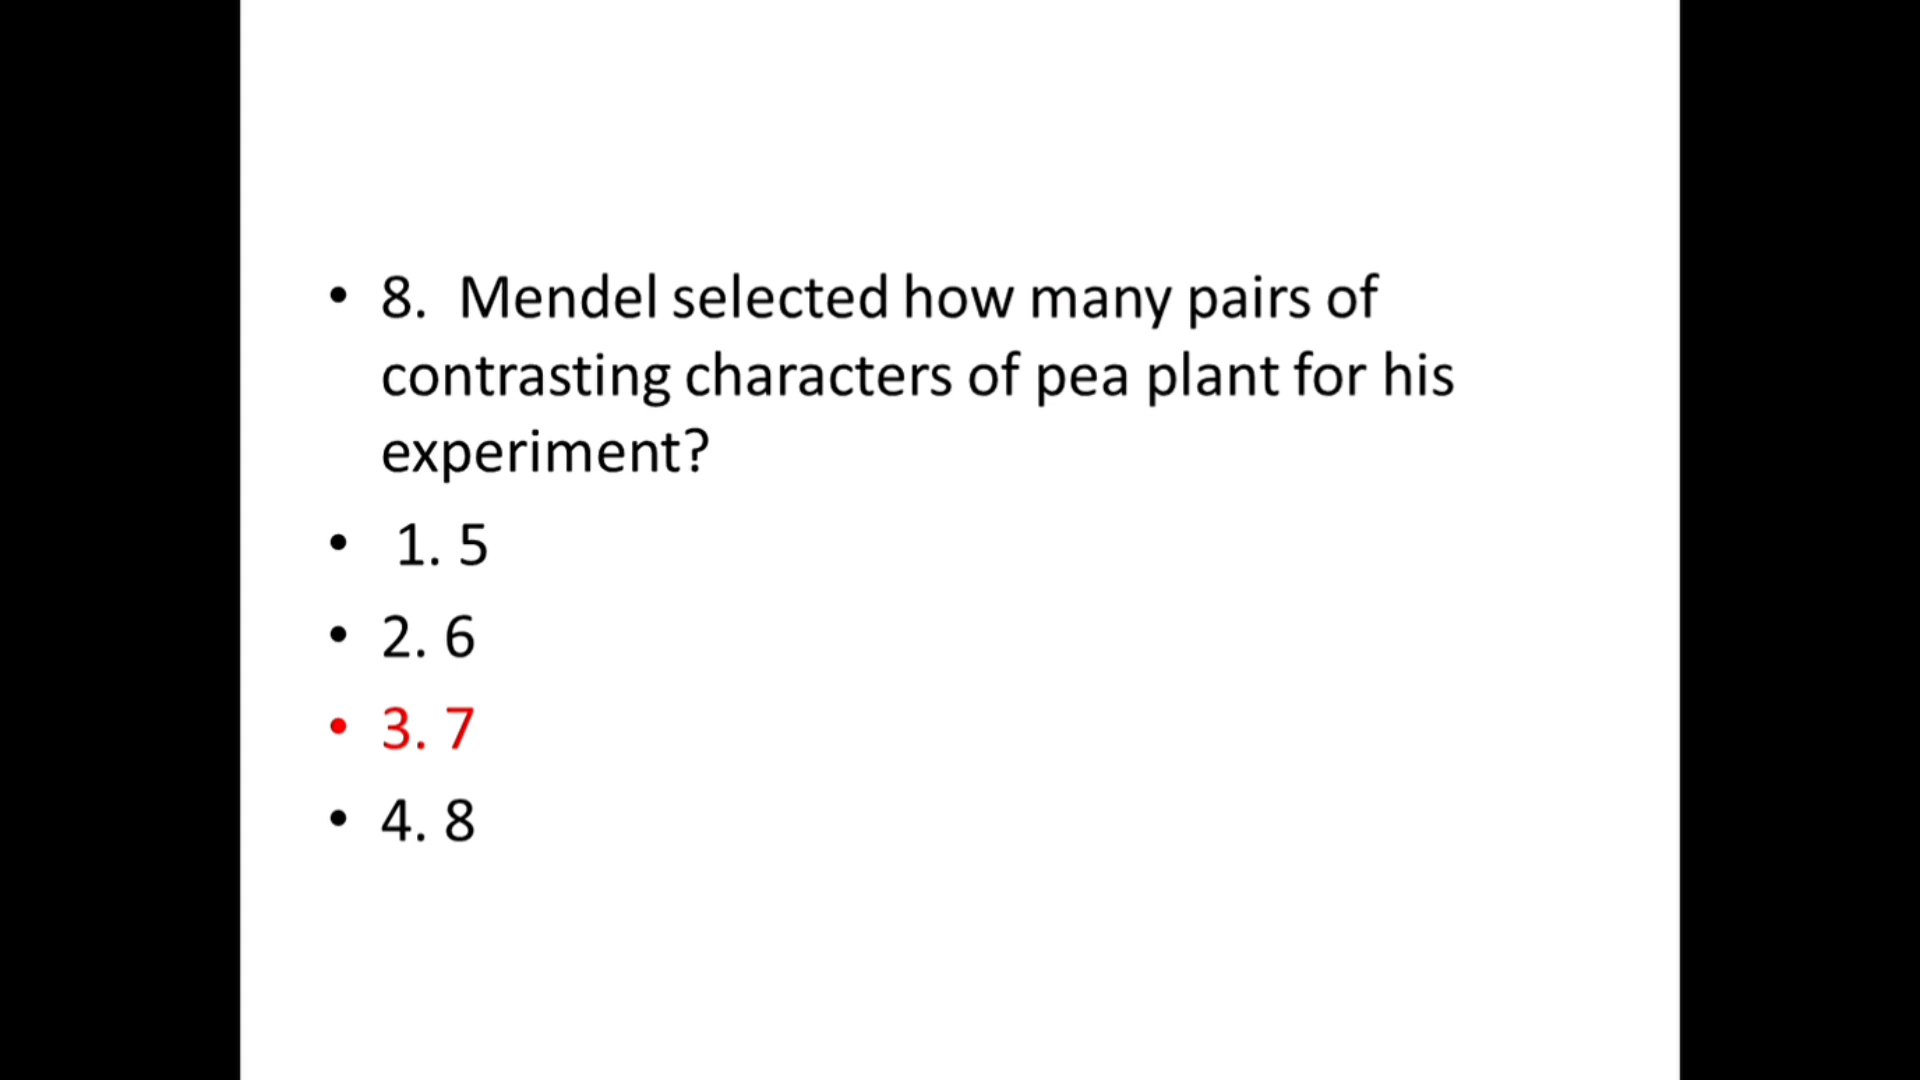 • 8.  Mendel selected how many pairs of
contrasting characters of pea plant for his
experiment?
• 1. 5
• 2. 6
• 3. 7
• 4. 8